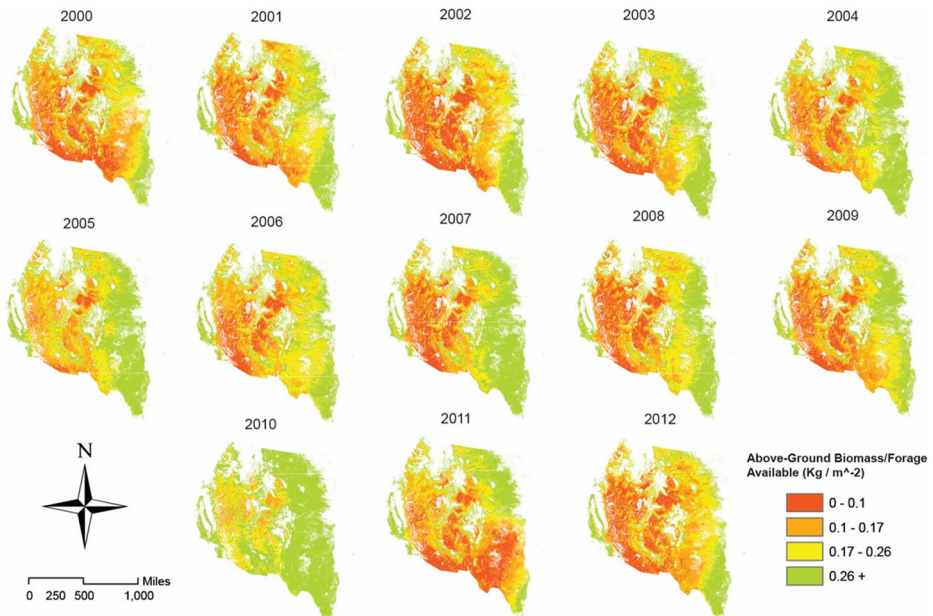 2000
2001
2002
2003
2004
2005
2006
2007
2008
2009
2010
2011
2012
N
Miles
0 250 500 1,000
Above-Ground Biomass/Forage
Available (Kg / m^-2)
0 - 0.1
0.1 - 0.17
0.17 - 0.26
0.26 +